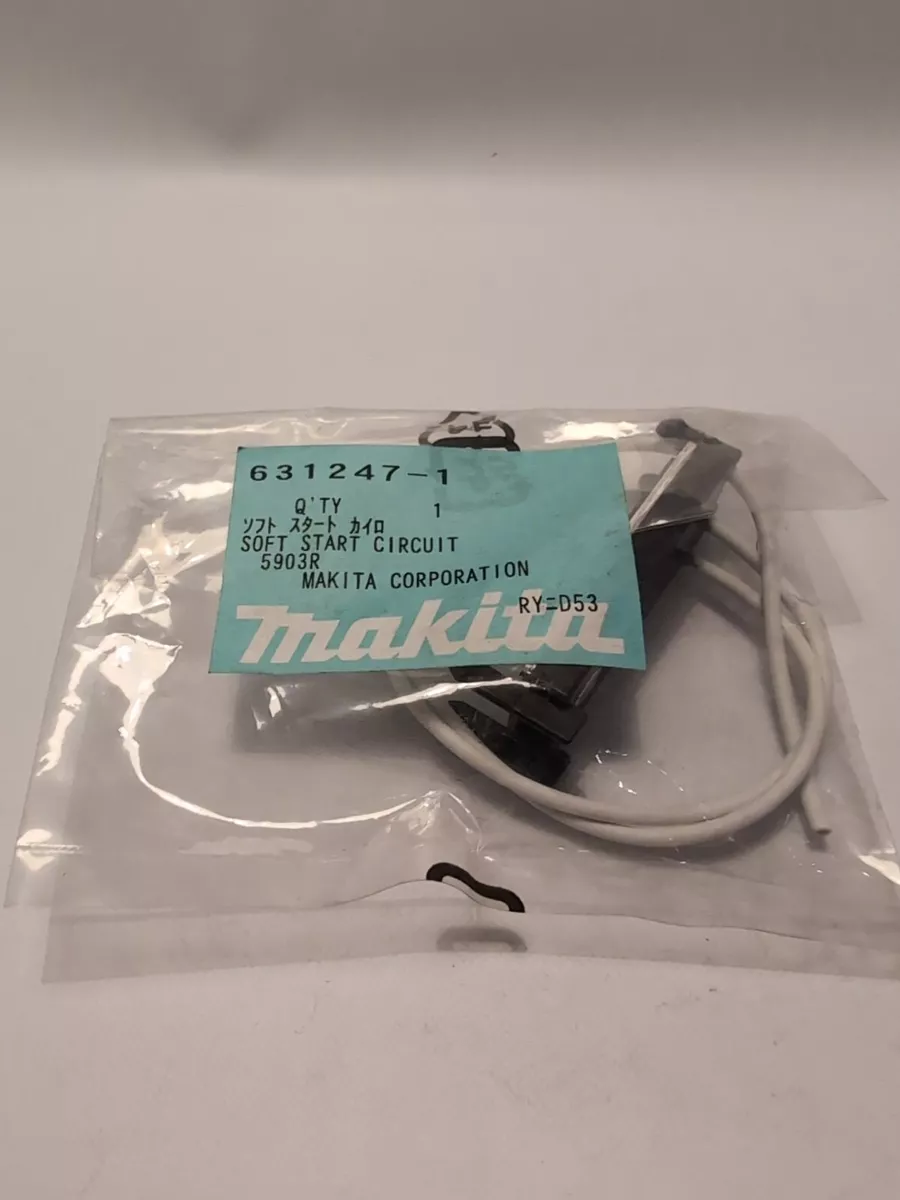 631247-1
Q'TY 1
ソフト スタート カイロ
SOFT START CIRCUIT
5903R
MAKITA CORPORATION
RY=D53
makita